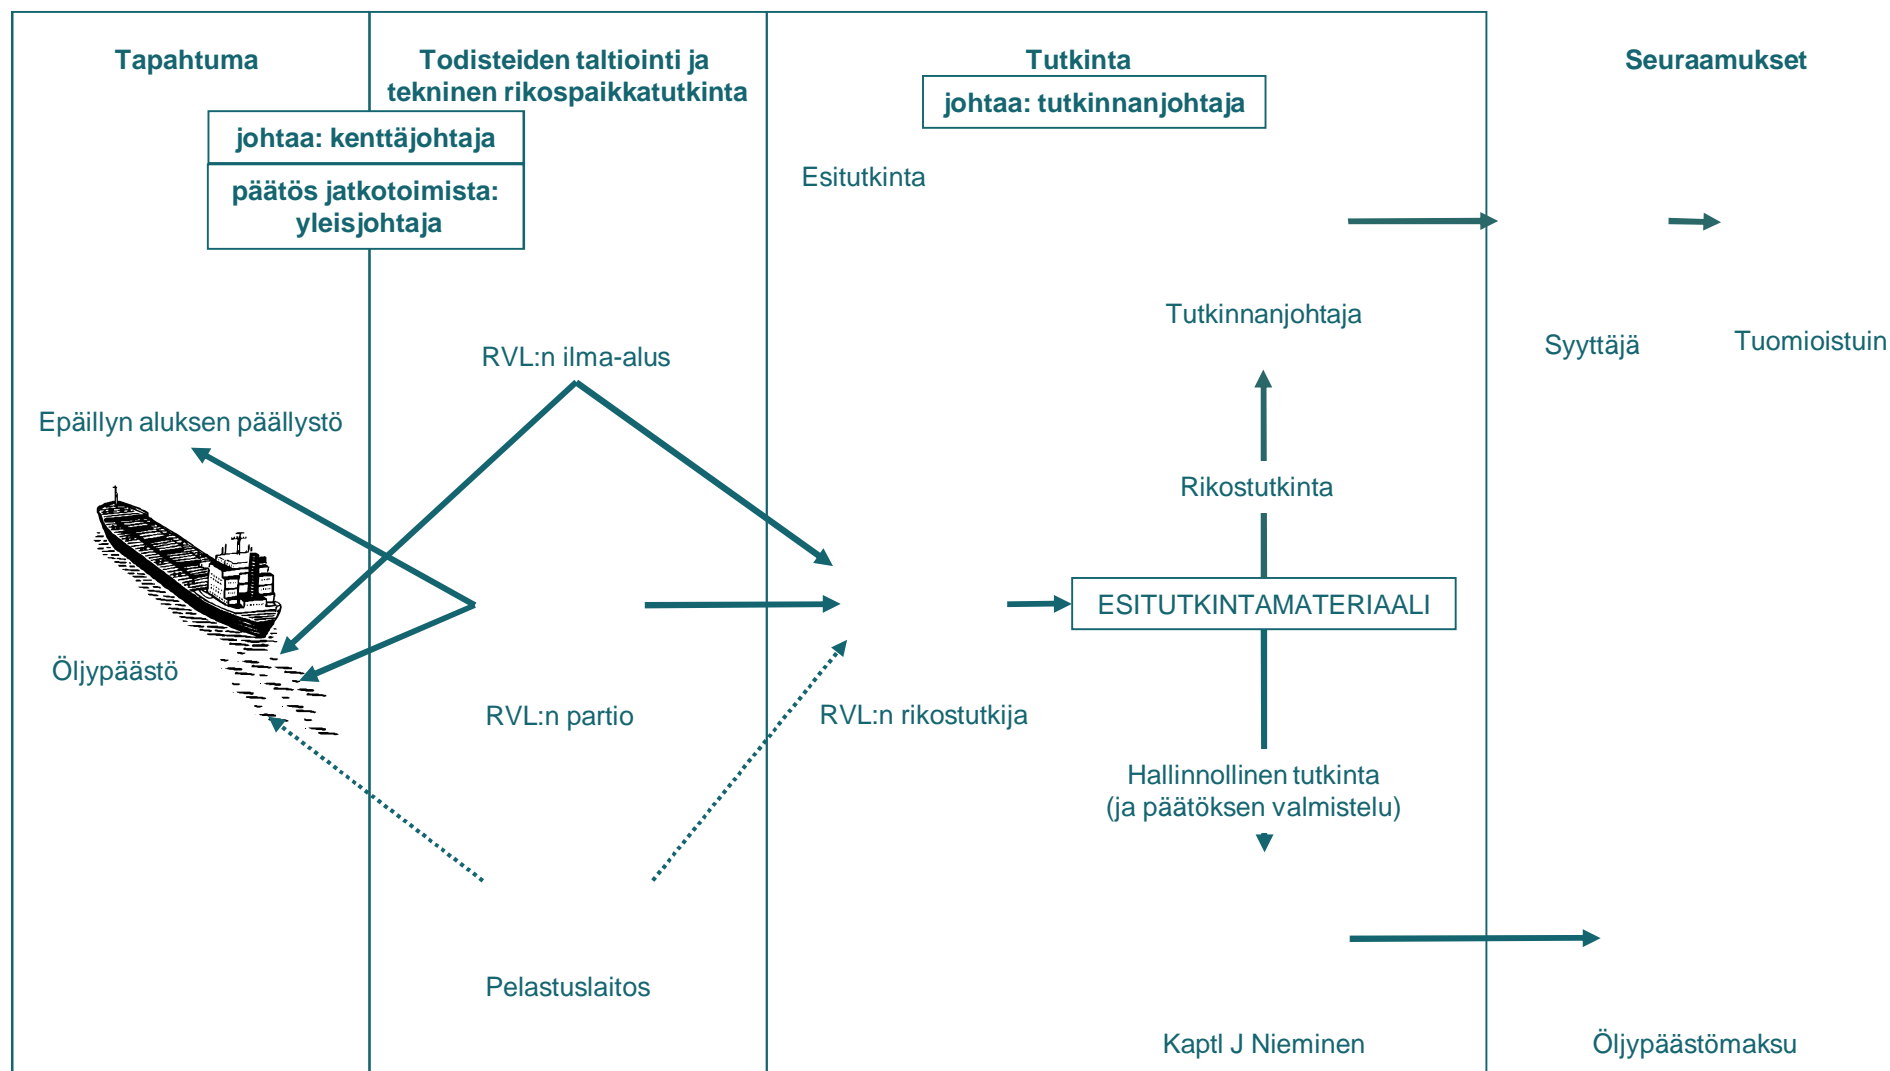 Tapahtuma
Todisteiden taltiointi ja
tekninen rikospaikkatutkinta
Tutkinta
Seuraamukset
johtaa: tutkinnanjohtaja
johtaa: kenttäjohtaja
päätös jatkotoimista:
yleisjohtaja
Esitutkinta
Tutkinnanjohtaja
Syyttäjä
Tuomioistuin
RVL:n ilma-alus
Epäillyn aluksen päällystö
Rikostutkinta
ESITUTKINTAMATERIAALI
Öljypäästö
RVL:n partio
RVL:n rikostutkija
Hallinnollinen tutkinta
(ja päätöksen valmistelu)
Pelastuslaitos
Kaptl J Nieminen
Öljypäästömaksu